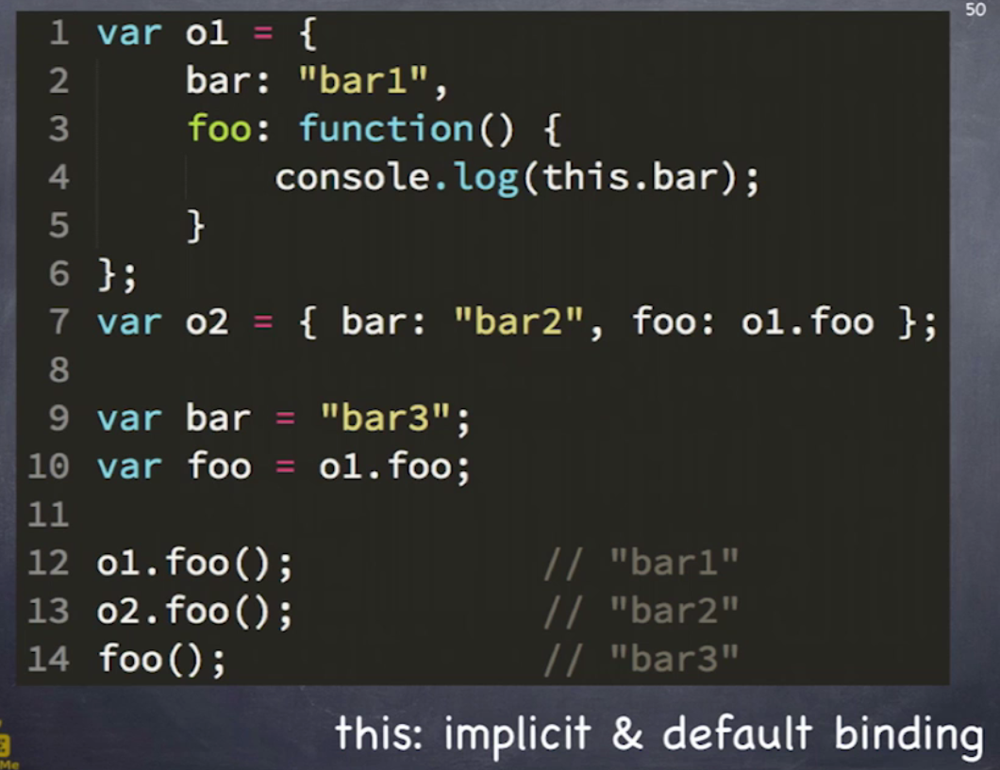 50
1 var o1 = {
2     bar: "bar1",
3     foo: function() {
4         console.log(this.bar);
5     }
6 };
7 var o2 = { bar: "bar2", foo: o1.foo };
8
9 var bar = "bar3";
10 var foo = o1.foo;
11
12 o1.foo();            // "bar1"
13 o2.foo();            // "bar2"
14 foo();               // "bar3"
this: implicit & default binding
Me